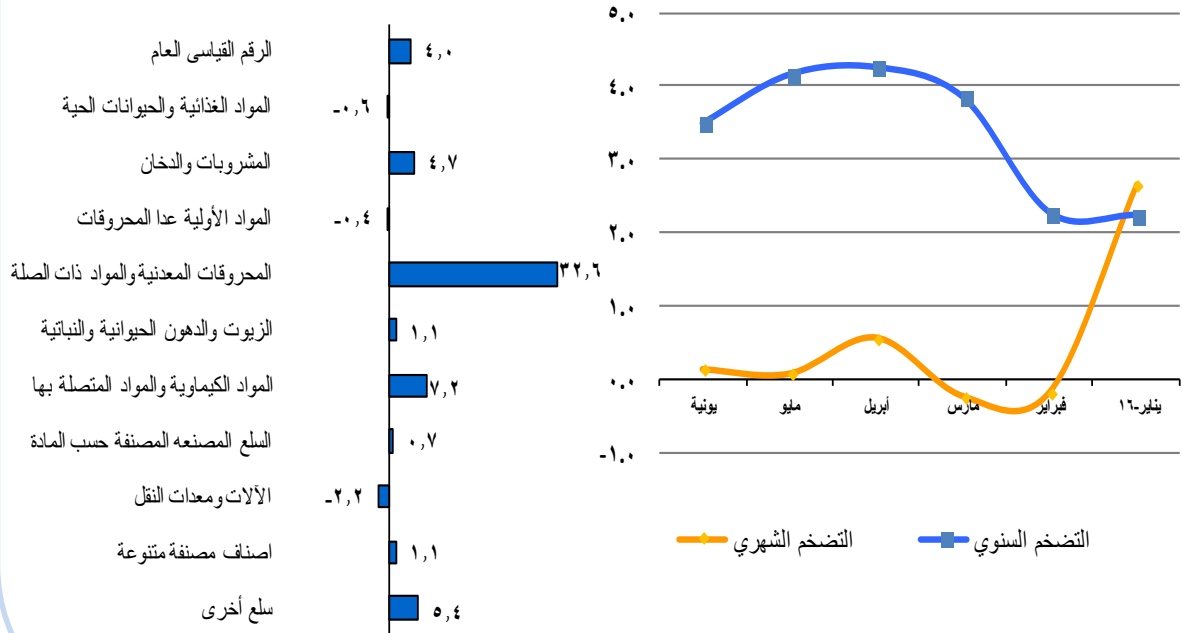 ٥.٠
٤.٠
٣.٠
٢.٠
١.٠
٠.٠
-١.٠
يناير-١٦
فبراير
مارس
أبريل
مايو
يونية
التضخم السنوي
التضخم الشهري
الرقم القياسى العام
٤,٠
المواد الغذائية والحيوانات الحية
-٠,٦
المشروبات والدخان
٤,٧
المواد الأولية عدا المحروقات
-٠,٤
المحروقات المعدنية والمواد ذات الصلة
٣٢,٦
الزيوت والدهون الحيوانية والنباتية
١,١
المواد الكيماوية والمواد المتصلة بها
٧,٢
السلع المصنعه المصنفة حسب المادة
٠,٧
الآلات ومعدات النقل
-٢,٢
اصناف مصنفة متنوعة
١,١
سلع أخرى
٥,٤